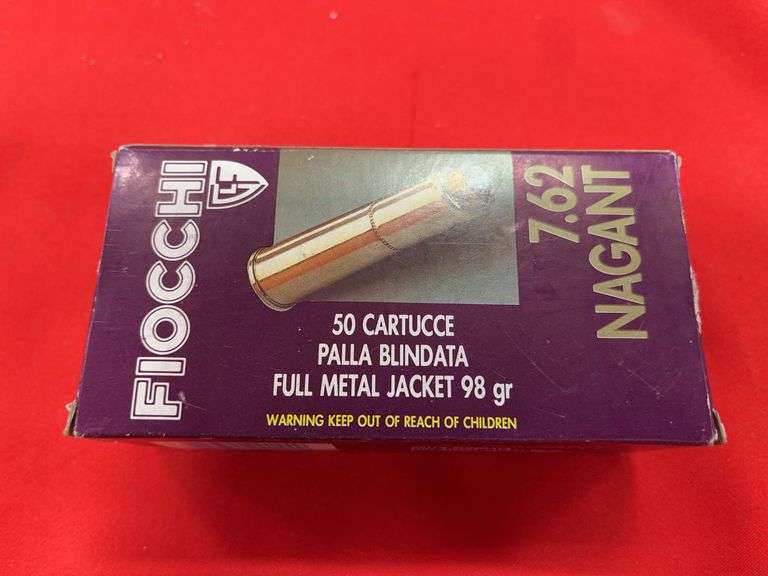 FIOCCHI
GFL
7.62
NAGANT
50 CARTUCCE
PALLA BLINDATA
FULL METAL JACKET 98 gr
WARNING KEEP OUT OF REACH OF CHILDREN